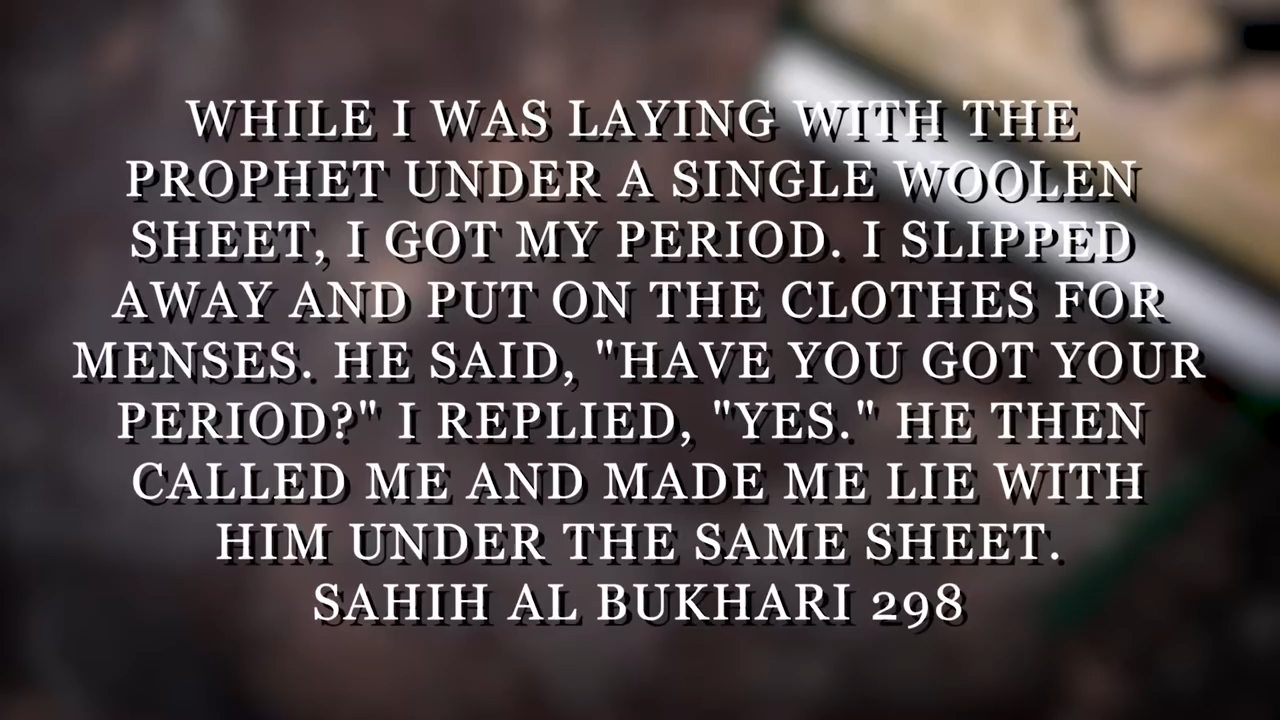 WHILE I WAS LAYING WITH THE
PROPHET UNDER A SINGLE WOOLEN
SHEET, I GOT MY PERIOD. I SLIPPED
AWAY AND PUT ON THE CLOTHES FOR
MENSES. HE SAID, "HAVE YOU GOT YOUR
PERIOD?" I REPLIED, "YES." HE THEN
CALLED ME AND MADE ME LIE WITH
HIM UNDER THE SAME SHEET.
SAHIH AL BUKHARI 298